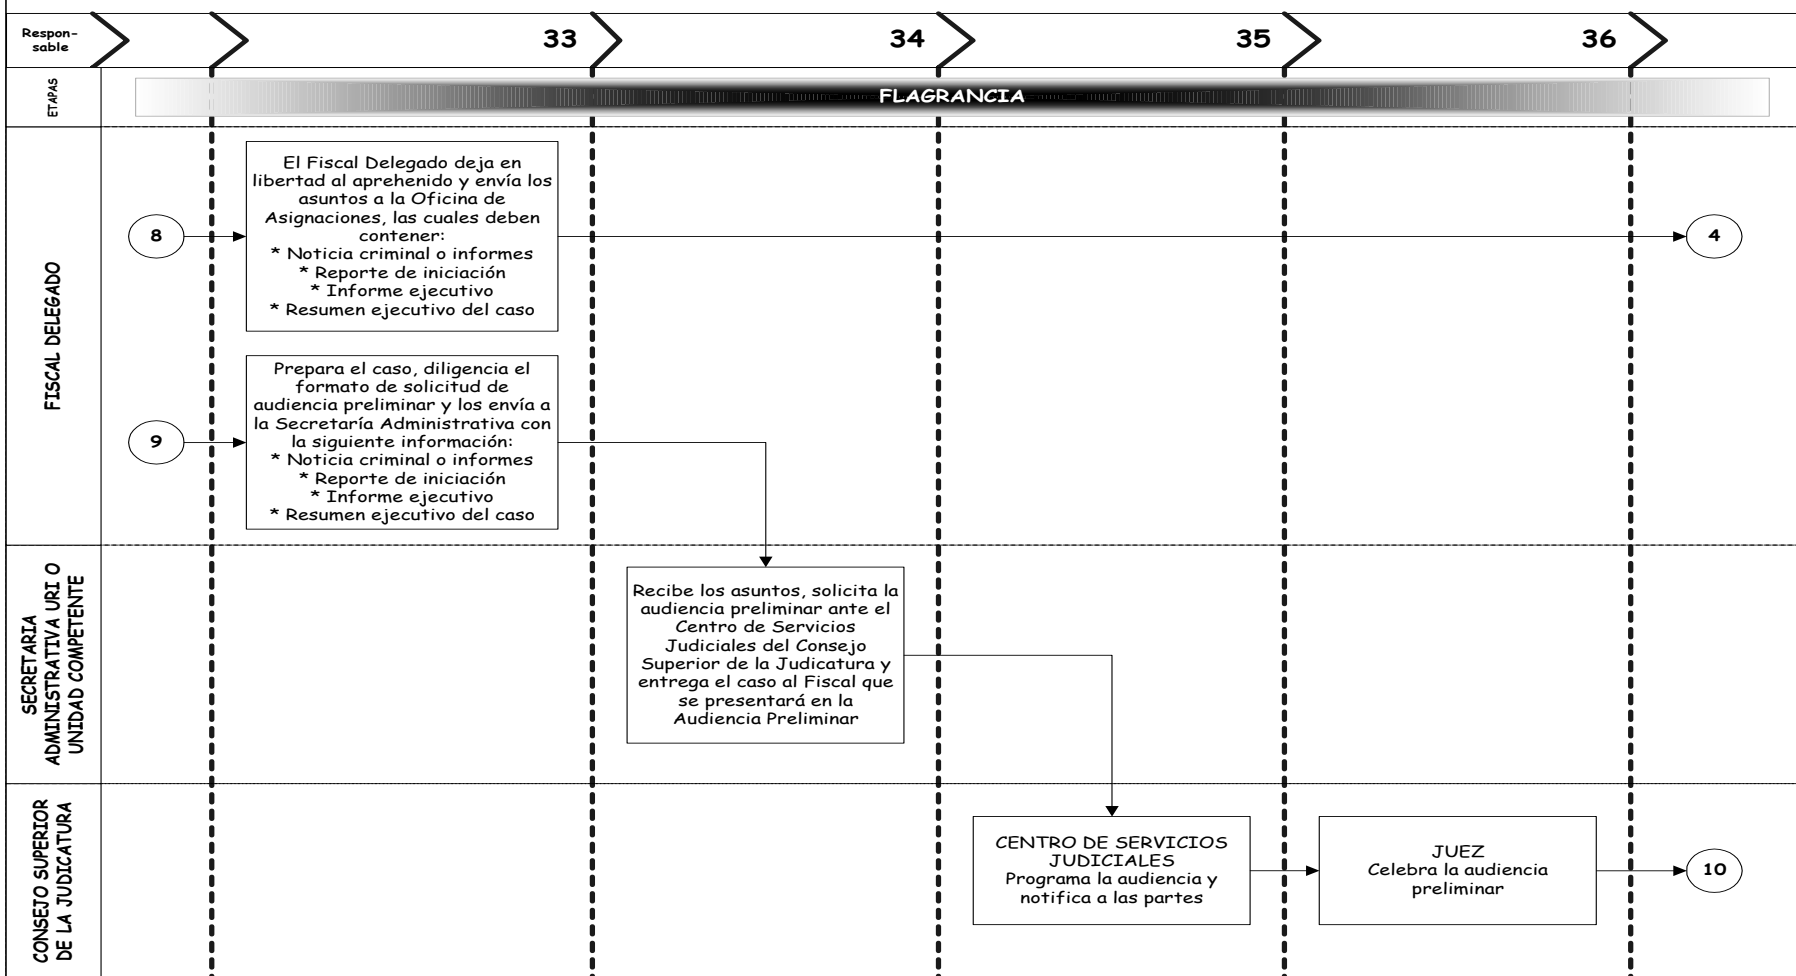 Respon-
sable
33
34
35
36
ETAPAS
FLAGRANCIA
FISCAL DELEGADO
8
El Fiscal Delegado deja en
libertad al aprehenido y envía los
asuntos a la Oficina de
Asignaciones, las cuales deben
contener:
* Noticia criminal o informes
* Reporte de iniciación
* Informe ejecutivo
* Resumen ejecutivo del caso
4
9
Prepara el caso, diligencia el
formato de solicitud de
audiencia preliminar y los envía a
la Secretaría Administrativa con
la siguiente información:
* Noticia criminal o informes
* Reporte de iniciación
* Informe ejecutivo
* Resumen ejecutivo del caso
SECRETARIA
ADMINISTRATIVA URI O
UNIDAD COMPETENTE
Recibe los asuntos, solicita la
audiencia preliminar ante el
Centro de Servicios
Judiciales del Consejo
Superior de la Judicatura y
entrega el caso al Fiscal que
se presentará en la
Audiencia Preliminar
CONSEJO SUPERIOR
DE LA JUDICATURA
CENTRO DE SERVICIOS
JUDICIALES
Programa la audiencia y
notifica a las partes
JUEZ
Celebra la audiencia
preliminar
10